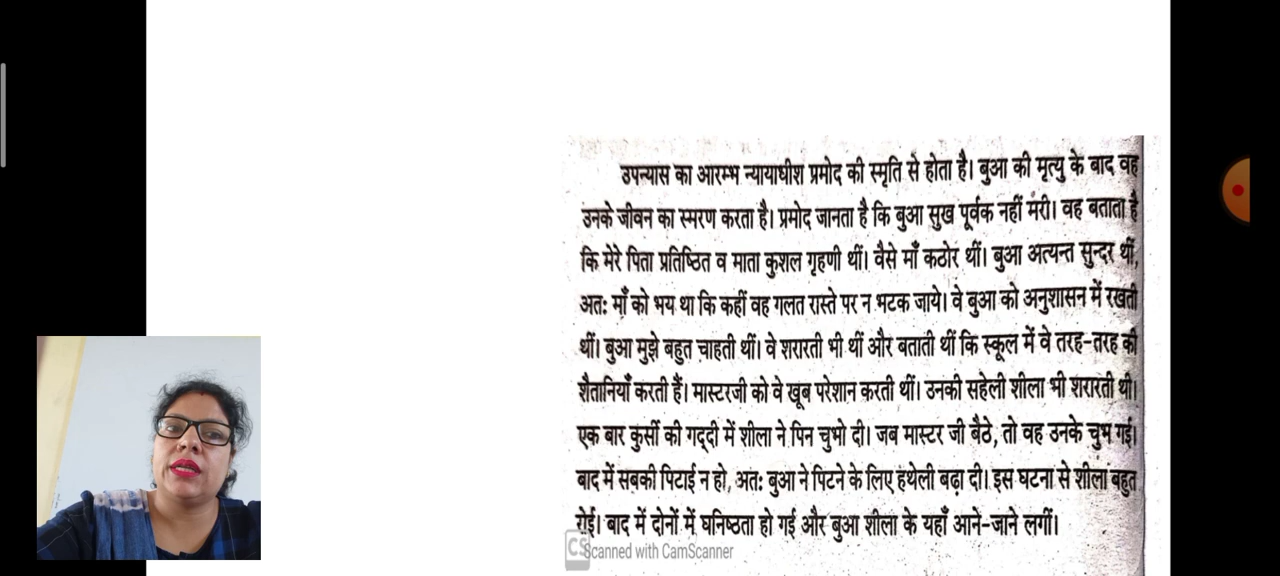 उपन्यास का आरम्भ न्यायाधीश प्रमोद की स्मृति से होता है। बुआ की मृत्यु के बाद वह
उनके जीवन का स्मरण करता है। प्रमोद जानता है कि बुआ सुख पूर्वक नहीं मरी। वह बताता है
कि मेरे पिता प्रतिष्ठित व माता कुशल गृहणी थीं। वैसे माँ कठोर थीं। बुआ अत्यन्त सुन्दर थीं,
अतः माँ को भय था कि कहीं वह गलत रास्ते पर न भटक जाये। वे बुआ को अनुशासन में रखती
थीं। बुआ मुझे बहुत चाहती थीं। वे शरारती भी थीं और बताती थीं कि स्कूल में वे तरह-तरह की
शैतानियाँ करती हैं। मास्टरजी को वे खूब परेशान करती थीं। उनकी सहेली शीला भी शरारती थी।
एक बार कुर्सी की गद्दी में शीला ने पिन चुभो दी। जब मास्टर जी बैठे, तो वह उनके चुभ गई।
बाद में सबकी पिटाई न हो, अतः बुआ ने पिटने के लिए हथेली बढ़ा दी। इस घटना से शीला बहुत
रोई। बाद में दोनों में घनिष्ठता हो गई और बुआ शीला के यहाँ आने-जाने लगीं।
CS Scanned with CamScanner